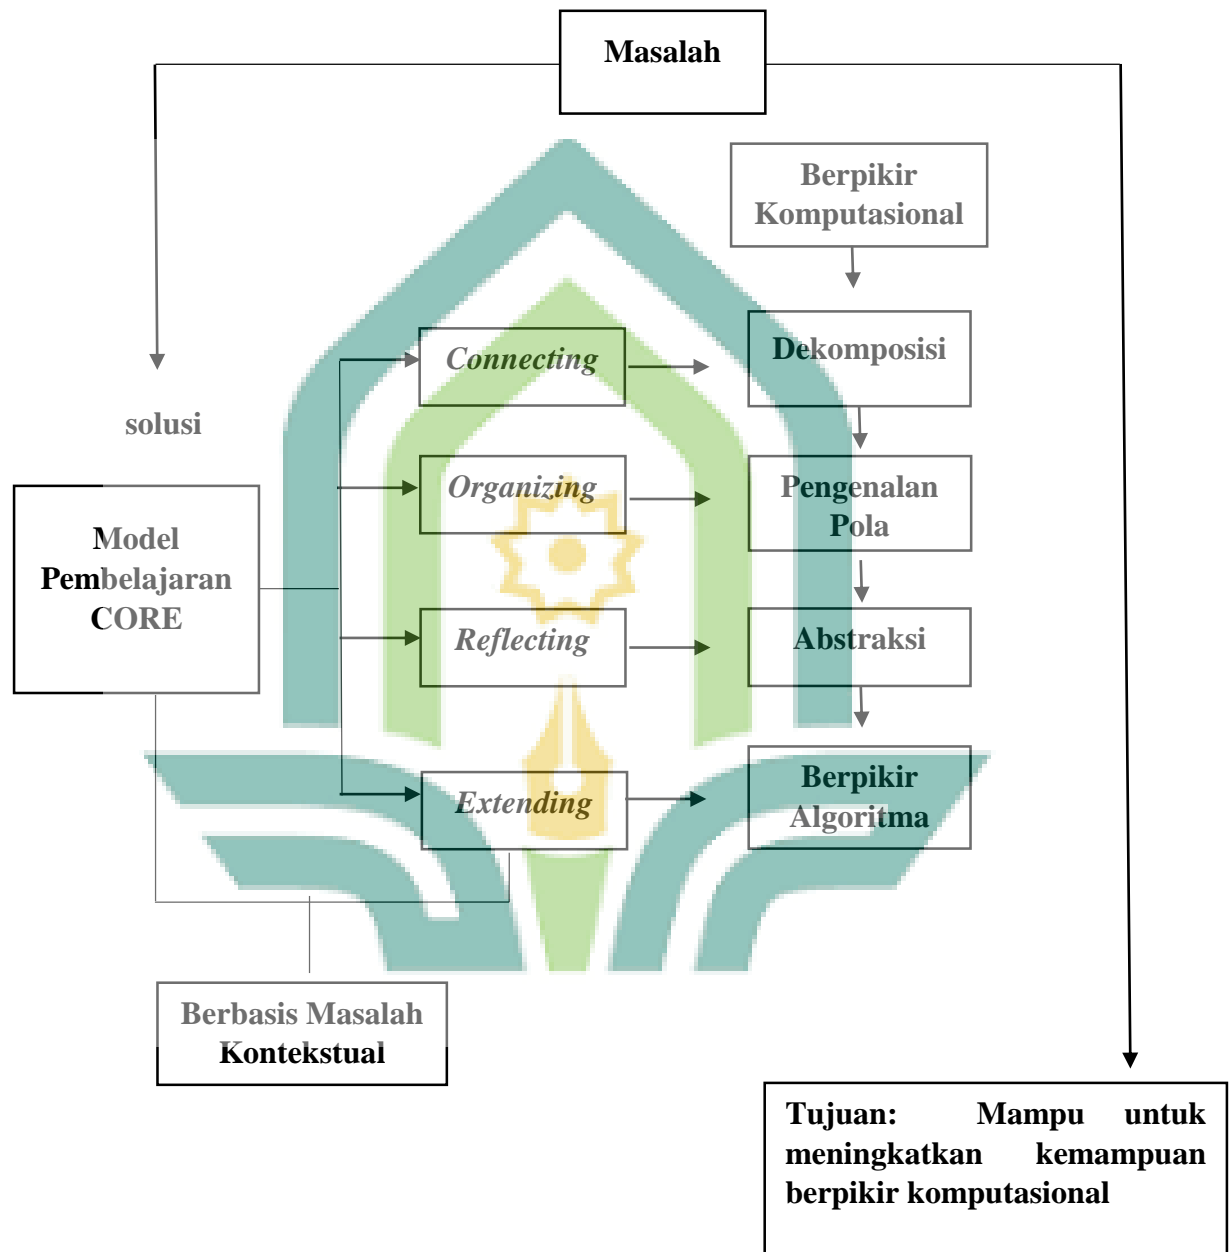 Masalah
Berpikir
Komputasional
Connecting
Dekomposisi
solusi
Organizing
Pengenalan
Pola
Model
Pembelajaran
CORE
Reflecting
Abstraksi
Extending
Berpikir
Algoritma
Berbasis Masalah
Kontekstual
Tujuan: Mampu untuk
meningkatkan kemampuan
berpikir komputasional